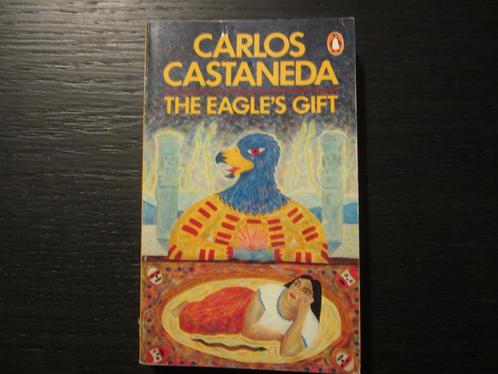 CARLOS
CASTANEDA
THE EAGLE'S GIFT